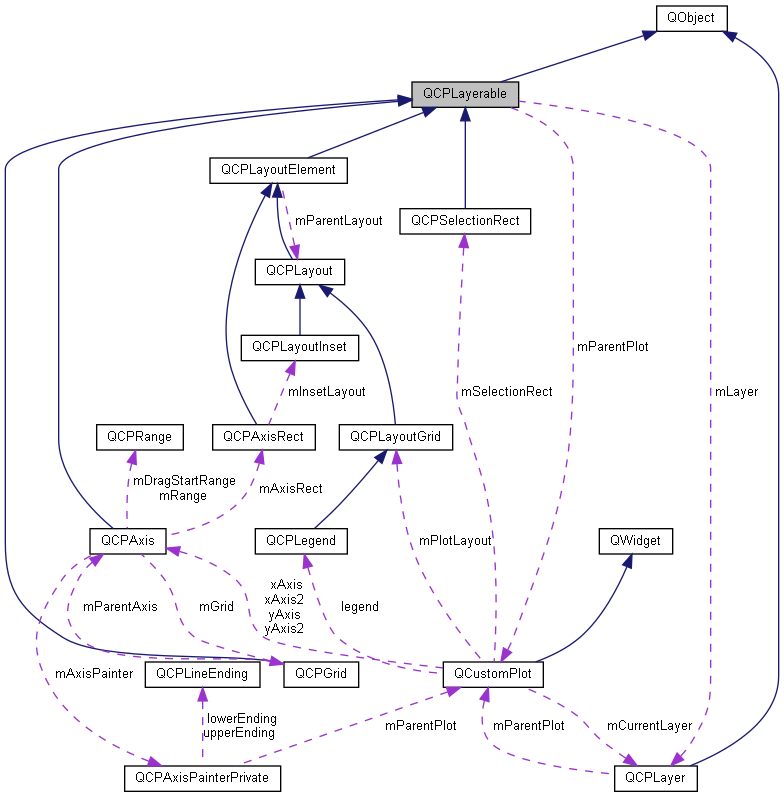 QObject
QCPLayerable
QCPLayoutElement
QCPSelectionRect
mParentLayout
QCPLayout
QCPLayoutInset
mParentPlot
mInsetLayout
mSelectionRect
mLayer
QCPRange
QCPAxisRect
QCPLayoutGrid
mDragStartRange
mRange
mAxisRect
QCPAxis
QCPLegend
mPlotLayout
QWidget
xAxis
xAxis2
yAxis
yAxis2
mParentAxis
mGrid
legend
mAxisPainter
QCPLineEnding
QCPGrid
QCustomPlot
lowerEnding
upperEnding
mParentPlot
mParentPlot
mCurrentLayer
QCPAxisPainterPrivate
QCPLayer